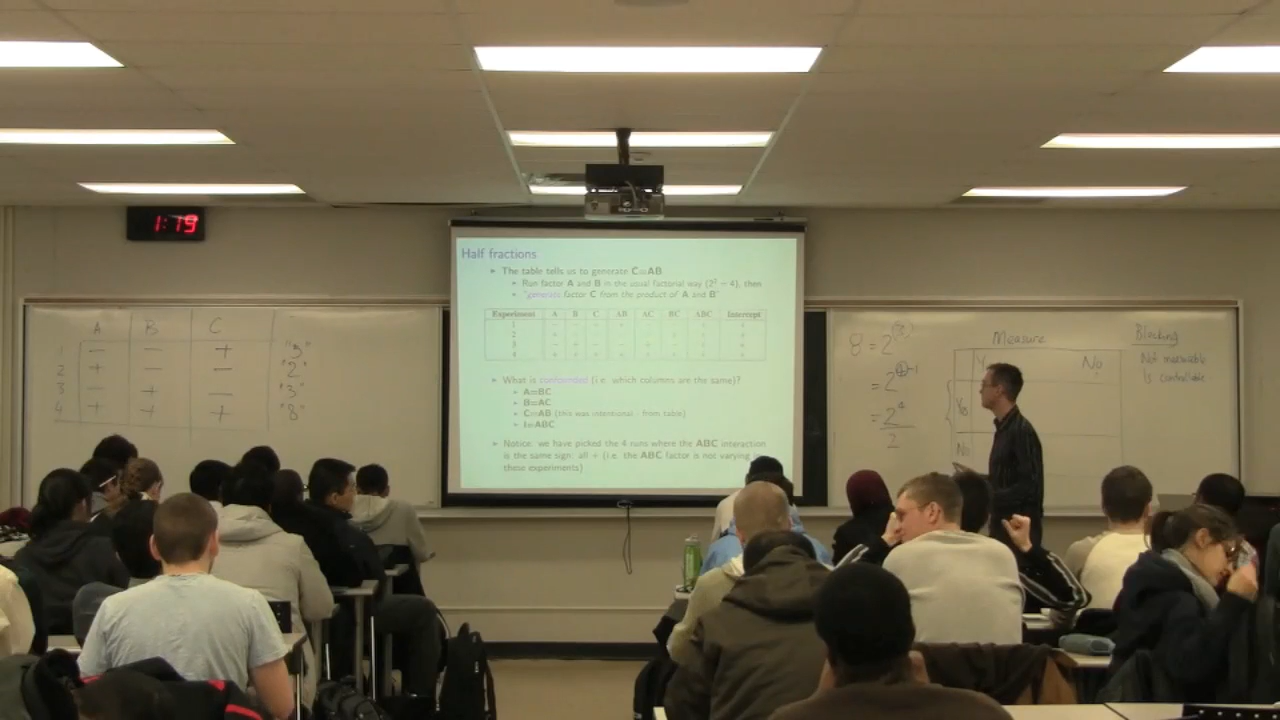 1:19
Half fractions
The table tells us to generate C=AB
Run factor A and B in the usual factorial way (2² = 4), then
"generate factor C from the product of A and B"
Experiment A B C AB AC BC ABC Intercept
1
2
3
4
What is confounded (i.e. which columns are the same)?
A=BC
B=AC
C=AB (this was intentional - from table)
I=ABC
Notice: we have picked the 4 runs where the ABC interaction
is the same sign: all + (i.e. the ABC factor is not varying in
these experiments)
A B C
1 − − + "5"
2 + − − "2"
3 − + − "3"
4 + + + "8"
= 2⁴
2
Measure
No
No
Blocking
Not measurable
Is controllable